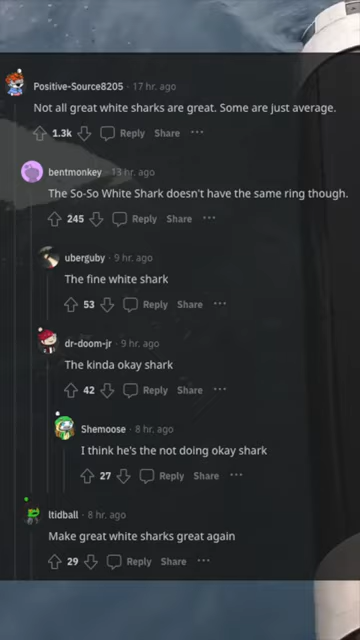 Positive-Source8205 · 17 hr. ago
Not all great white sharks are great. Some are just average.
1.3k Reply Share ...
bentmonkey · 13 hr. ago
The So-So White Shark doesn't have the same ring though.
245 Reply Share ...
uberguby · 9 hr. ago
The fine white shark
53 Reply Share ...
dr-doom-jr · 9 hr. ago
The kinda okay shark
42 Reply Share ...
Shemoose · 8 hr. ago
I think he's the not doing okay shark
27 Reply Share ...
ltidball · 8 hr. ago
Make great white sharks great again
29 Reply Share ...